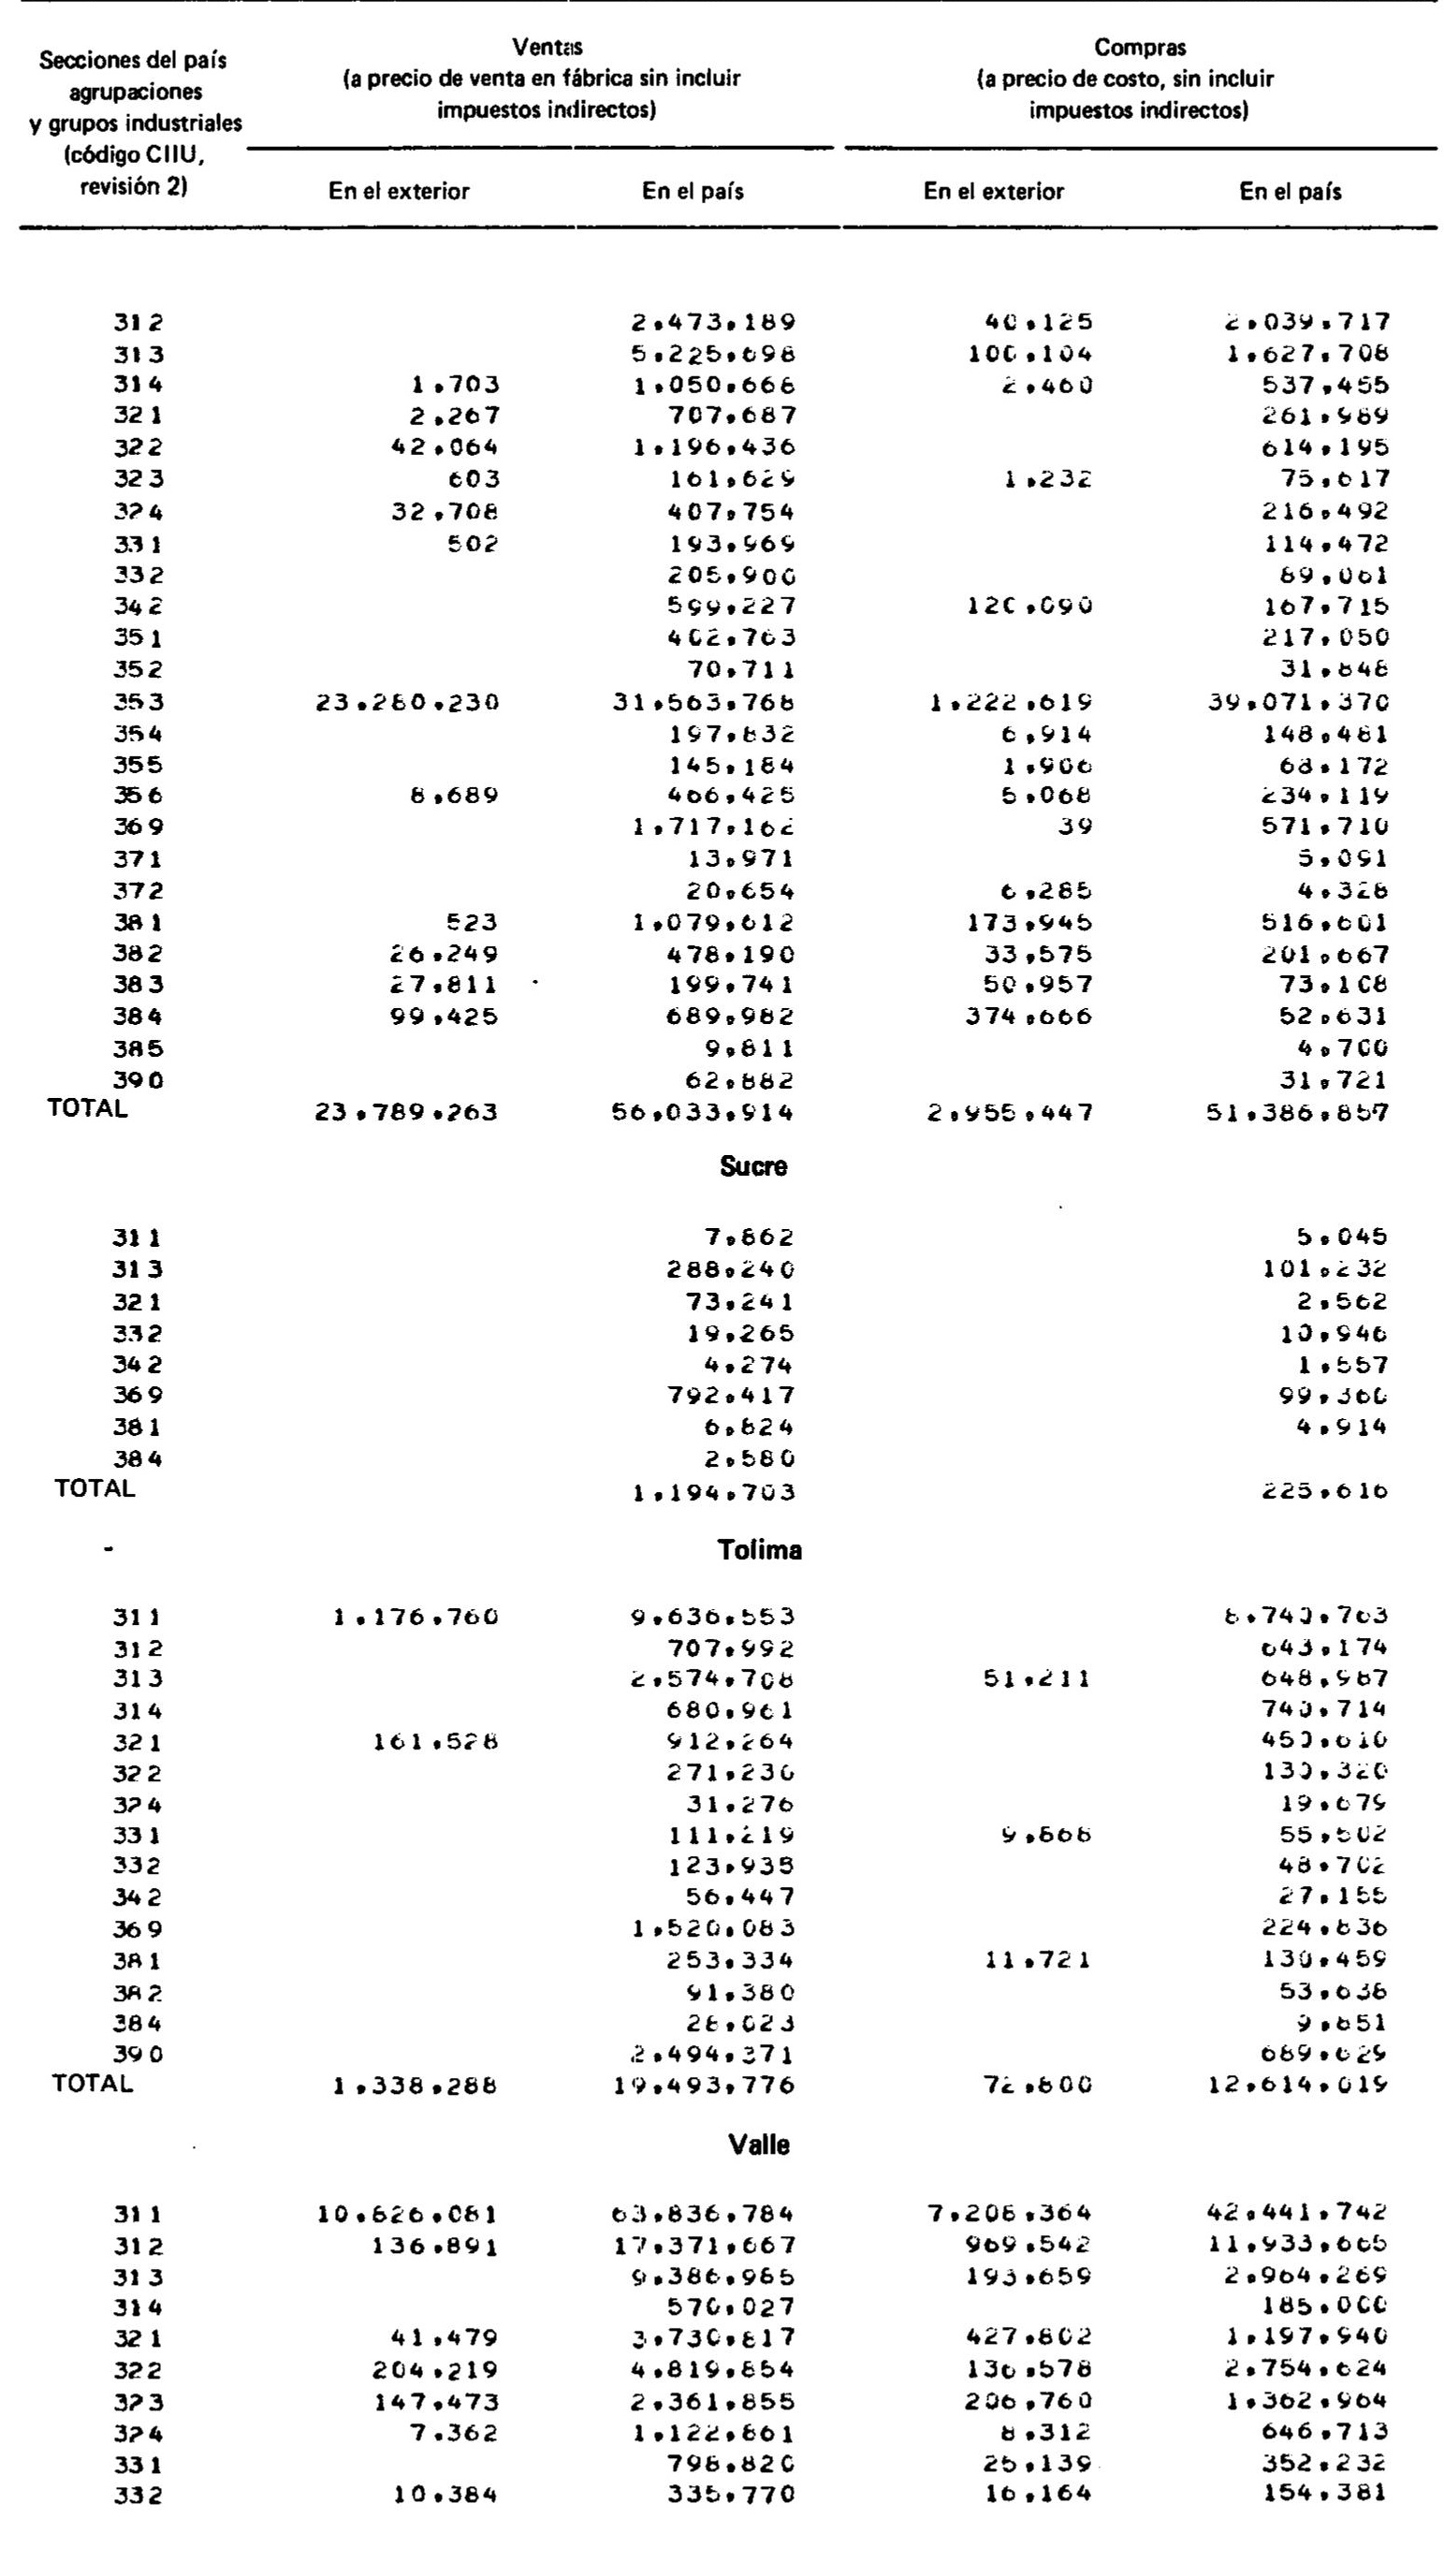 Secciones del país
agrupaciones
y grupos industriales
(código CIIU,
revisión 2)
Ventas
(a precio de venta en fábrica sin incluir
impuestos indirectos)
Compras
(a precio de costo, sin incluir
impuestos indirectos)
En el exterior En el país En el exterior En el país
312 2.473.189 40.125 2.039.717
313 5.225.698 100.104 1.627.708
314 1.703 1.050.668 2.460 537.455
321 2.267 707.687 261.989
322 42.064 1.196.436 614.195
323 603 161.629 1.232 75.617
324 32.708 407.754 216.492
331 502 193.969 114.472
332 205.900 89.061
342 599.227 120.090 167.715
351 402.763 217.050
352 70.711 31.848
353 23.280.230 31.563.768 1.222.619 39.071.370
354 197.832 6.914 148.481
355 145.184 1.906 68.172
356 8.689 466.425 5.068 234.119
369 1.717.162 39 571.710
371 13.971 5.091
372 20.654 6.285 4.328
381 523 1.079.612 173.945 516.601
382 26.249 478.190 33.575 201.667
383 27.811 199.741 50.957 73.108
384 99.425 689.982 374.666 52.631
385 9.811 4.700
390 62.882 31.721
TOTAL 23.789.263 56.033.914 2.955.447 51.386.857
Sucre
311 7.862 5.045
313 288.240 101.232
321 73.241 2.562
332 19.265 10.946
342 4.274 1.557
369 792.417 99.360
381 6.824 4.914
384 2.580
TOTAL 1.194.703 225.616
Tolima
311 1.176.760 9.636.553 8.740.763
312 707.992 643.174
313 2.574.708 51.211 648.987
314 680.961 740.714
321 161.528 912.264 450.610
322 271.230 130.320
324 31.276 19.679
331 111.219 9.868 55.502
332 123.935 48.702
342 56.447 27.155
369 1.520.083 224.836
381 253.334 11.721 130.459
382 91.380 53.638
384 28.023 9.851
390 2.494.371 689.629
TOTAL 1.338.288 19.493.776 72.800 12.614.019
Valle
311 10.826.081 63.836.784 7.208.364 42.441.742
312 136.891 17.371.667 969.542 11.933.665
313 9.386.985 193.659 2.964.269
314 570.027 185.000
321 41.479 3.730.817 427.802 1.197.940
322 204.219 4.819.854 136.578 2.754.624
323 147.473 2.361.855 206.760 1.362.964
324 7.362 1.122.861 8.312 646.713
331 798.820 25.139 352.232
332 10.384 335.770 16.164 154.381